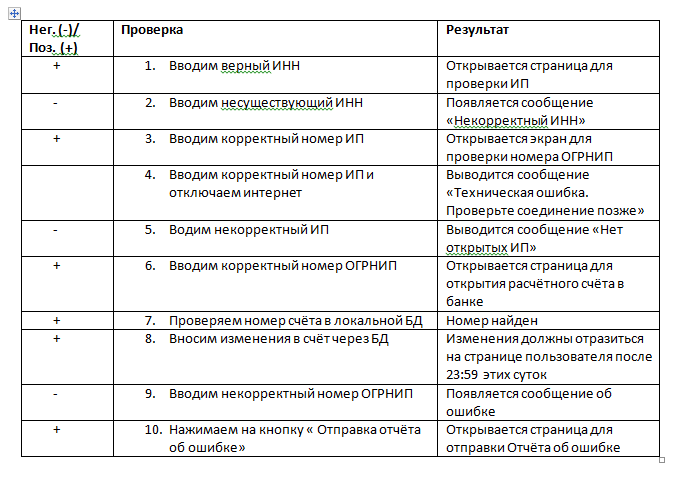 Нег. (-)/ Проверка Результат
Поз. (+)
+ 1. Вводим верный ИНН Открывается страница для
проверки ИП
- 2. Вводим несуществующий ИНН Появляется сообщение
«Некорректный ИНН»
+ 3. Вводим корректный номер ИП Открывается экран для
проверки номера ОГРНИП
4. Вводим корректный номер ИП и Выводится сообщение
отключаем интернет «Техническая ошибка.
Проверьте соединение позже»
- 5. Водим некорректный ИП Выводится сообщение «Нет
открытых ИП»
+ 6. Вводим корректный номер ОГРНИП Открывается страница для
открытия расчётного счёта в
банке
+ 7. Проверяем номер счёта в локальной БД Номер найден
+ 8. Вносим изменения в счёт через БД Изменения должны отразиться
на странице пользователя после
23:59 этих суток
- 9. Вводим некорректный номер ОГРНИП Появляется сообщение об
ошибке
+ 10. Нажимаем на кнопку « Отправка отчёта Открывается страница для
об ошибке» отправки Отчёта об ошибке